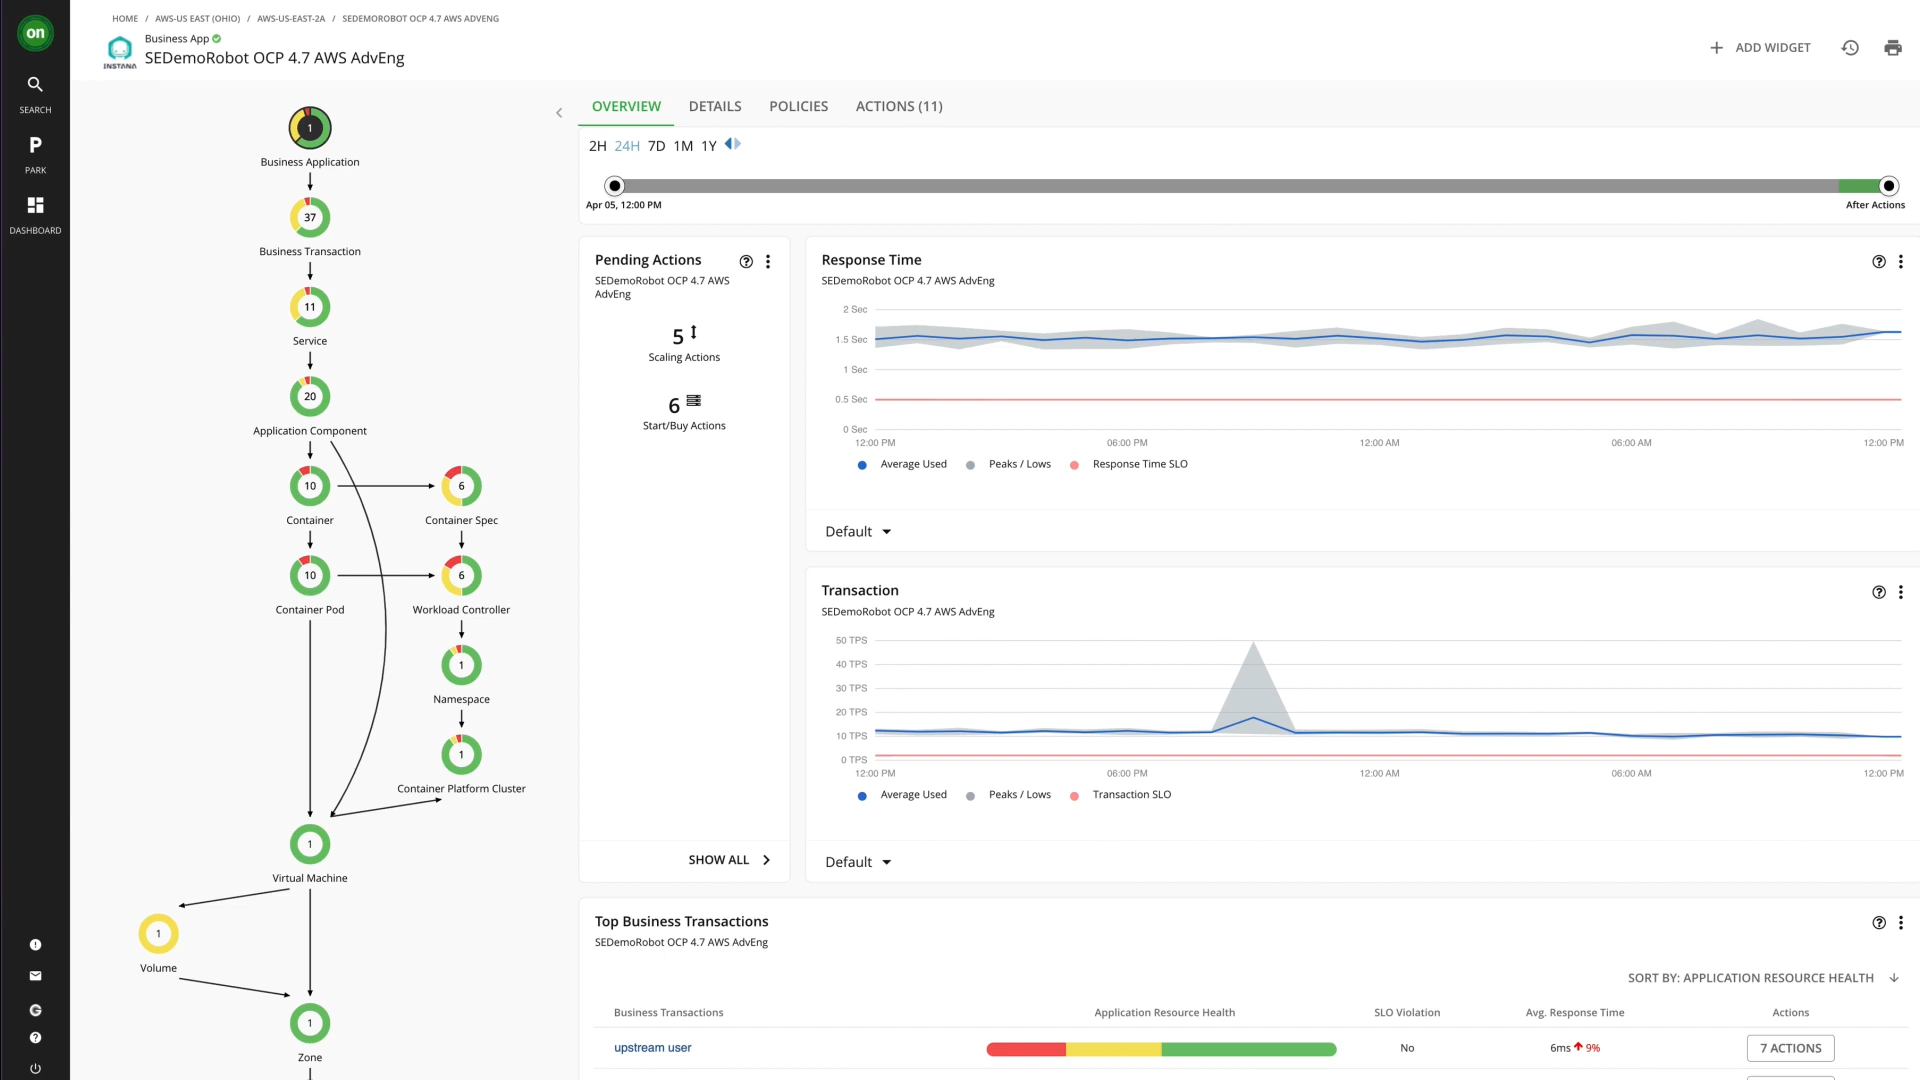 on
SEARCH
P
PARK
DASHBOARD
HOME / AWS-US EAST (OHIO) / AWS-US-EAST-2A / SEDEMOROBOT OCP 4.7 AWS ADVENG
INSTANA
Business App
SEDemoRobot OCP 4.7 AWS AdvEng
+ ADD WIDGET
1
Business Application
37
Business Transaction
11
Service
20
Application Component
10
Container
6
Container Spec
10
Container Pod
6
Workload Controller
1
Namespace
1
Container Platform Cluster
1
Virtual Machine
1
Volume
1
Zone
OVERVIEW DETAILS POLICIES ACTIONS (11)
2H 24H 7D 1M 1Y
Apr 05, 12:00 PM
After Actions
Pending Actions
SEDemoRobot OCP 4.7 AWS
AdvEng
5
Scaling Actions
6
Start/Buy Actions
SHOW ALL
Response Time
SEDemoRobot OCP 4.7 AWS AdvEng
2 Sec
1.5 Sec
1 Sec
0.5 Sec
0 Sec
12:00 PM 06:00 PM 12:00 AM 06:00 AM 12:00 PM
Average Used Peaks / Lows Response Time SLO
Default
Transaction
SEDemoRobot OCP 4.7 AWS AdvEng
50 TPS
40 TPS
30 TPS
20 TPS
10 TPS
0 TPS
12:00 PM 06:00 PM 12:00 AM 06:00 AM 12:00 PM
Average Used Peaks / Lows Transaction SLO
Default
Top Business Transactions
SEDemoRobot OCP 4.7 AWS AdvEng
SORT BY: APPLICATION RESOURCE HEALTH
Business Transactions Application Resource Health SLO Violation Avg. Response Time Actions
upstream user No 6ms 9% 7 ACTIONS